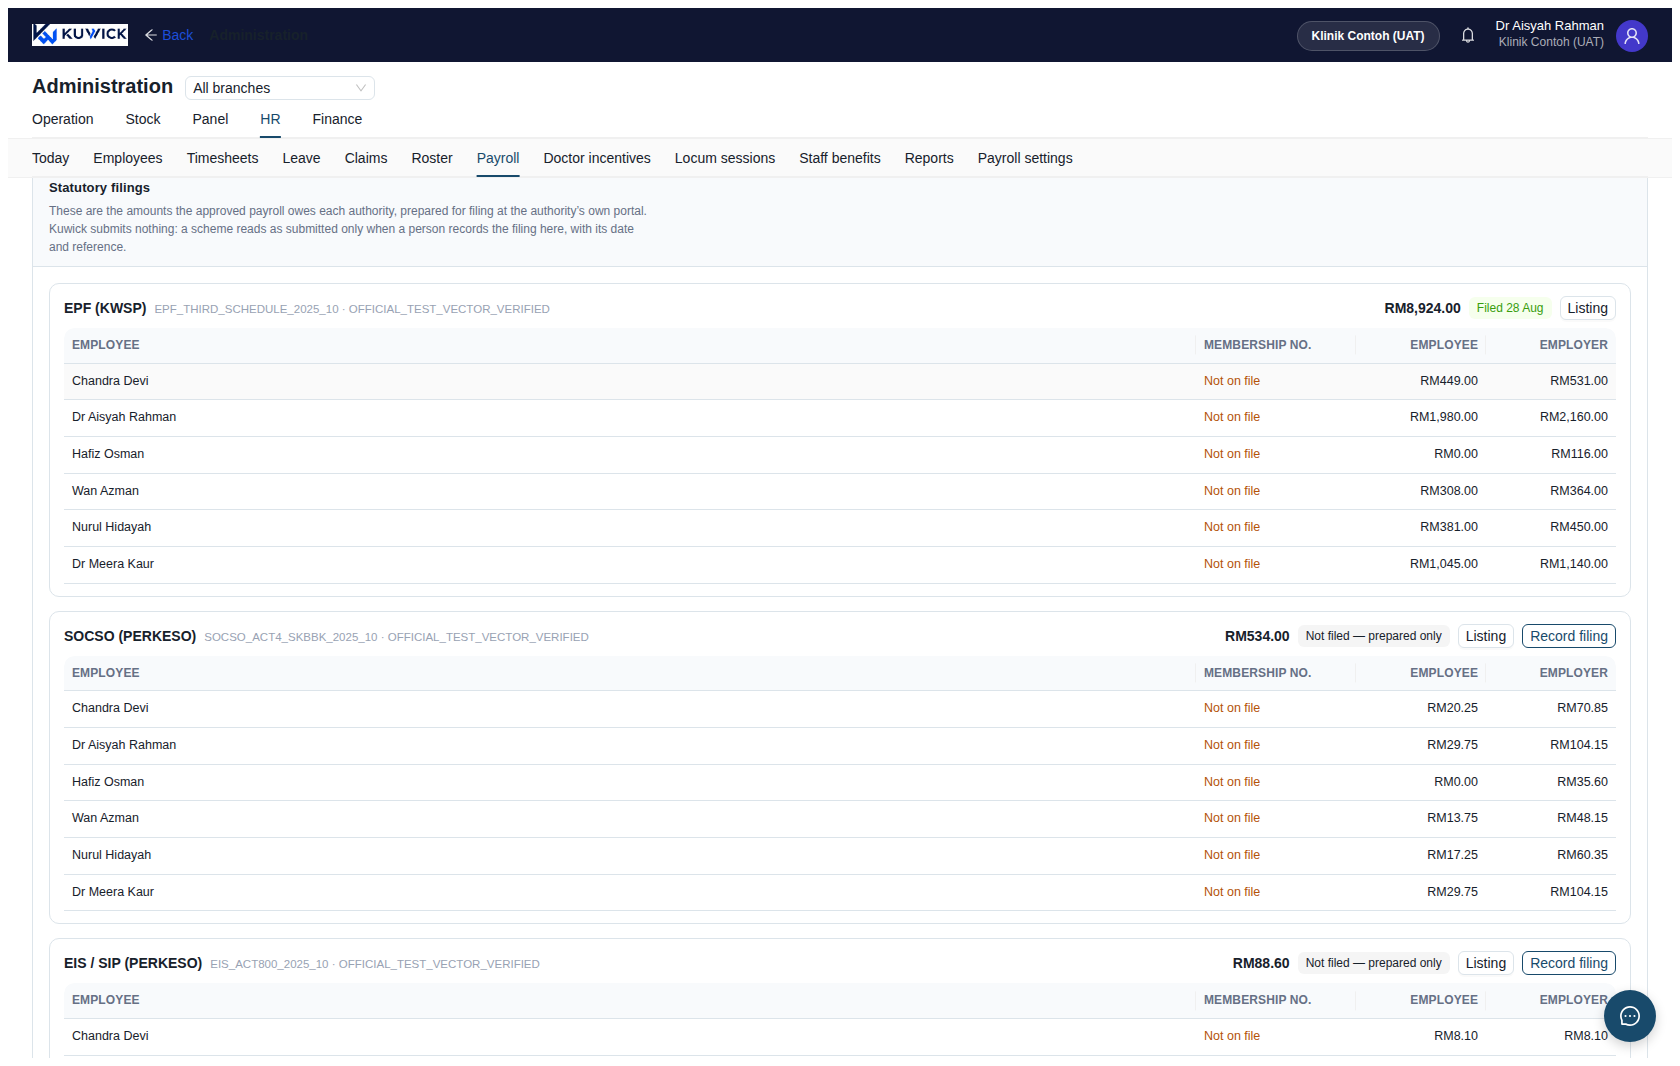 KUWICK
Back Administration
Klinik Contoh (UAT)
Dr Aisyah Rahman
Klinik Contoh (UAT)
Administration All branches
Operation Stock Panel HR Finance
Today Employees Timesheets Leave Claims Roster Payroll Doctor incentives Locum sessions Staff benefits Reports Payroll settings
Statutory filings
These are the amounts the approved payroll owes each authority, prepared for filing at the authority's own portal.
Kuwick submits nothing: a scheme reads as submitted only when a person records the filing here, with its date
and reference.
EPF (KWSP) EPF_THIRD_SCHEDULE_2025_10 · OFFICIAL_TEST_VECTOR_VERIFIED RM8,924.00 Filed 28 Aug Listing
EMPLOYEE MEMBERSHIP NO. EMPLOYEE EMPLOYER
Chandra Devi Not on file RM449.00 RM531.00
Dr Aisyah Rahman Not on file RM1,980.00 RM2,160.00
Hafiz Osman Not on file RM0.00 RM116.00
Wan Azman Not on file RM308.00 RM364.00
Nurul Hidayah Not on file RM381.00 RM450.00
Dr Meera Kaur Not on file RM1,045.00 RM1,140.00
SOCSO (PERKESO) SOCSO_ACT4_SKBBK_2025_10 · OFFICIAL_TEST_VECTOR_VERIFIED RM534.00 Not filed — prepared only Listing Record filing
EMPLOYEE MEMBERSHIP NO. EMPLOYEE EMPLOYER
Chandra Devi Not on file RM20.25 RM70.85
Dr Aisyah Rahman Not on file RM29.75 RM104.15
Hafiz Osman Not on file RM0.00 RM35.60
Wan Azman Not on file RM13.75 RM48.15
Nurul Hidayah Not on file RM17.25 RM60.35
Dr Meera Kaur Not on file RM29.75 RM104.15
EIS / SIP (PERKESO) EIS_ACT800_2025_10 · OFFICIAL_TEST_VECTOR_VERIFIED RM88.60 Not filed — prepared only Listing Record filing
EMPLOYEE MEMBERSHIP NO. EMPLOYEE EMPLOYER
Chandra Devi Not on file RM8.10 RM8.10